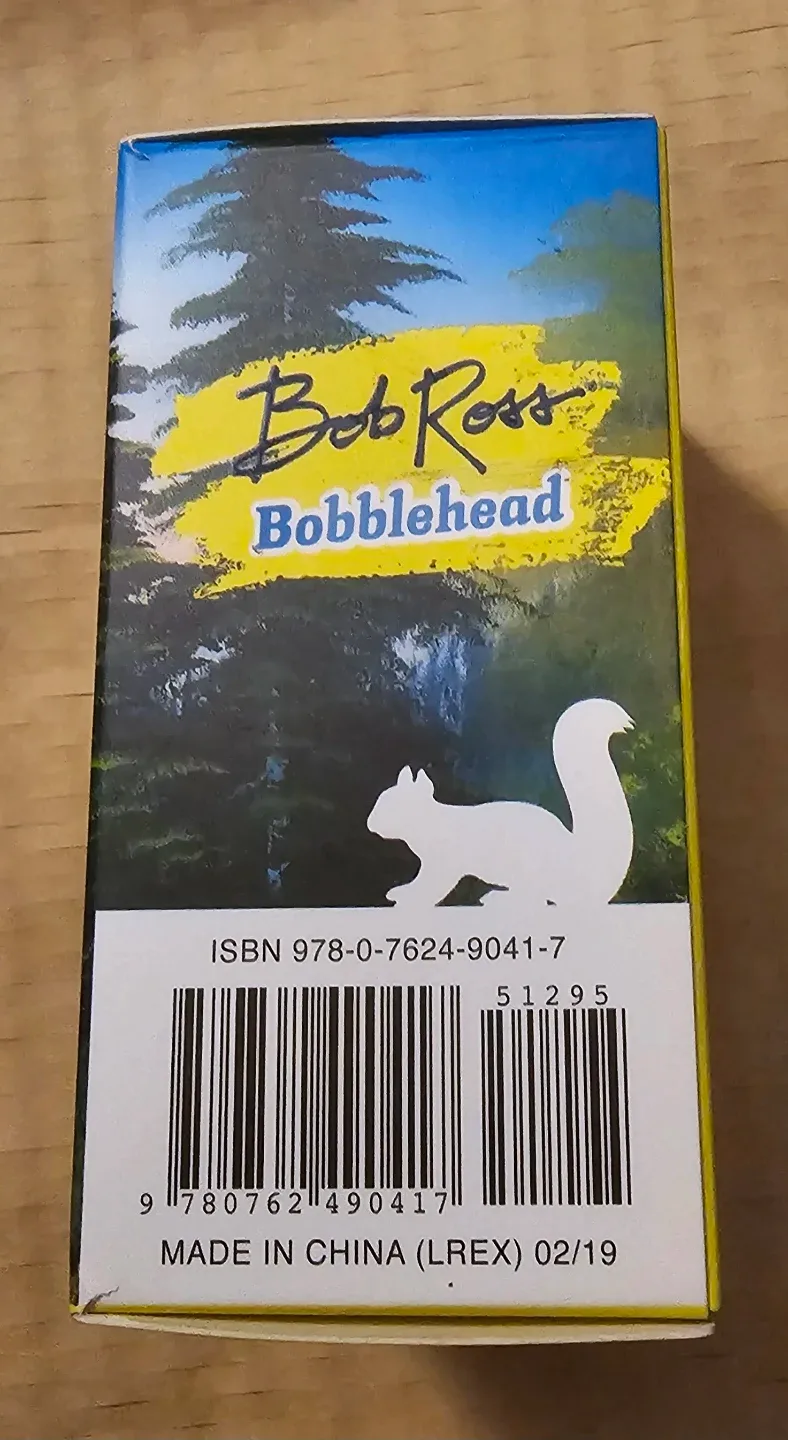 Bob Ross
Bobblehead
ISBN 978-0-7624-9041-7
51295
9 780762 490417
MADE IN CHINA (LREX) 02/19